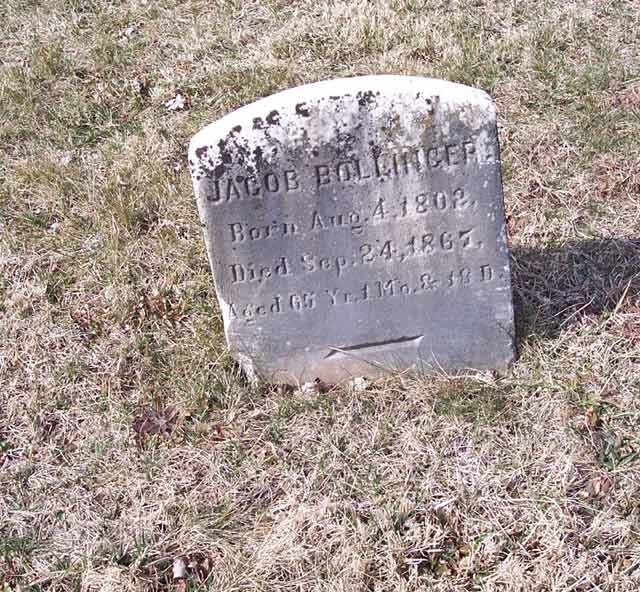 JACOB BOLLINGER
Born Aug. 4, 1802.
Died Sep. 24, 1867.
Aged 65 Yr. 1 Mo. & 18 D.